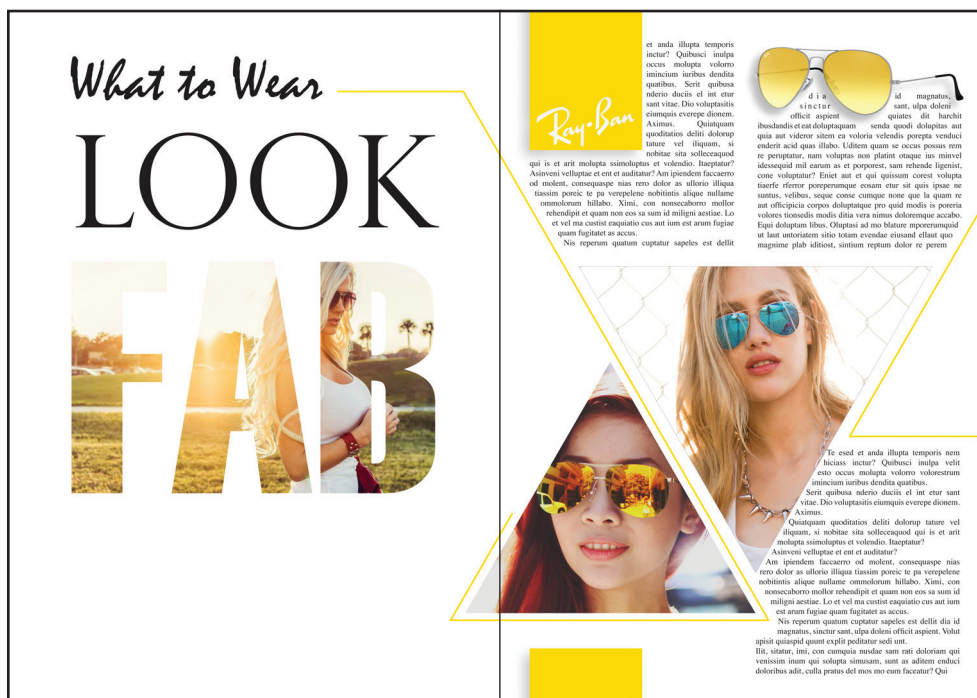 What to Wear
LOOK
FAB
Ray-Ban
et anda illupta temporis
inctur? Quibusci inulpa
occus molupta volorro
imincium iuribus dendita
quatibus. Serit quibusa
nderio duciis el int etur
sant vitae. Dio voluptasitis
eiumquis everepe dionem.
Aximus. Quiatquam
quoditatios deliti dolorup
tature vel iliquam, si
nobitae sita solleceaquod
qui is et arit molupta ssimoluptus et volendio. Itaeptatur?
Asinveni velluptae et ent et auditatur? Am ipiendem faccaerro
od molent, consequaspe nias rero dolor as ullorio illiqua
tiassim poreic te pa verepelene nobitintis alique nullame
ommolorum hillabo. Ximi, con nonsecaborro mollor
rehendipit et quam non eos sa sum id miligni aestiae. Lo
et vel ma custist eaquiatio cus aut ium est arum fugiae
quam fugitatet as accus.
Nis reperum quatum cuptatur sapeles est dellit
dia id magnatus,
sinctur sant, ulpa doleni
officit aspient quiates dit harchit
ibusdandis et eat doluptaquam senda quodi dolupitas aut
quia aut videror sitem ea voloria velendis porepta venduci
enderit acid quas illabo. Uditem quam se occus possus rem
re peruptatur, nam voluptas non platint otaque ius minvel
idessequid mil earum as et porporest, sam rehende ligenist,
cone voluptatur? Eniet aut et qui quissum corest volupta
tiaerfe rferror poreperumque eosam etur sit quis ipsae ne
suntus, velibus, seque conse cumque none que la quam re
aut officipicia corpos doluptatque pro quid modis is poreria
volores tionsedis modis ditia vera nimus doloremque accabo.
Equi doluptam libus. Oluptasi ad mo blature mporerumquid
ut laut untoriatem sitio totam evendae eiusand ellaut quo
magnime plab iditiost, sintium reptum dolor re perem
Te esed et anda illupta temporis nem
hiciass inctur? Quibusci inulpa velit
esto occus molupta volorro volorestrum
imincium iuribus dendita quatibus.
Serit quibusa nderio duciis el int etur sant
vitae. Dio voluptasitis eiumquis everepe dionem.
Aximus.
Quiatquam quoditatios deliti dolorup tature vel
iliquam, si nobitae sita solleceaquod qui is et arit
molupta ssimoluptus et volendio. Itaeptatur?
Asinveni velluptae et ent et auditatur?
Am ipiendem faccaerro od molent, consequaspe nias
rero dolor as ullorio illiqua tiassim poreic te pa verepelene
nobitintis alique nullame ommolorum hillabo. Ximi, con
nonsecaborro mollor rehendipit et quam non eos sa sum id
miligni aestiae. Lo et vel ma custist eaquiatio cus aut ium
est arum fugiae quam fugitatet as accus.
Nis reperum quatum cuptatur sapeles est dellit dia id
magnatus, sinctur sant, ulpa doleni officit aspient. Volut
apisit quiaspid quunt explit peditatur sedi unt.
Ilit, sitatur, imi, con cumquia nusdae sam rati doloriam qui
venissim inum qui solupta simusam, sunt as aditem enduci
doloribus adit, culla pratus del mos mo eum faceatur? Qui